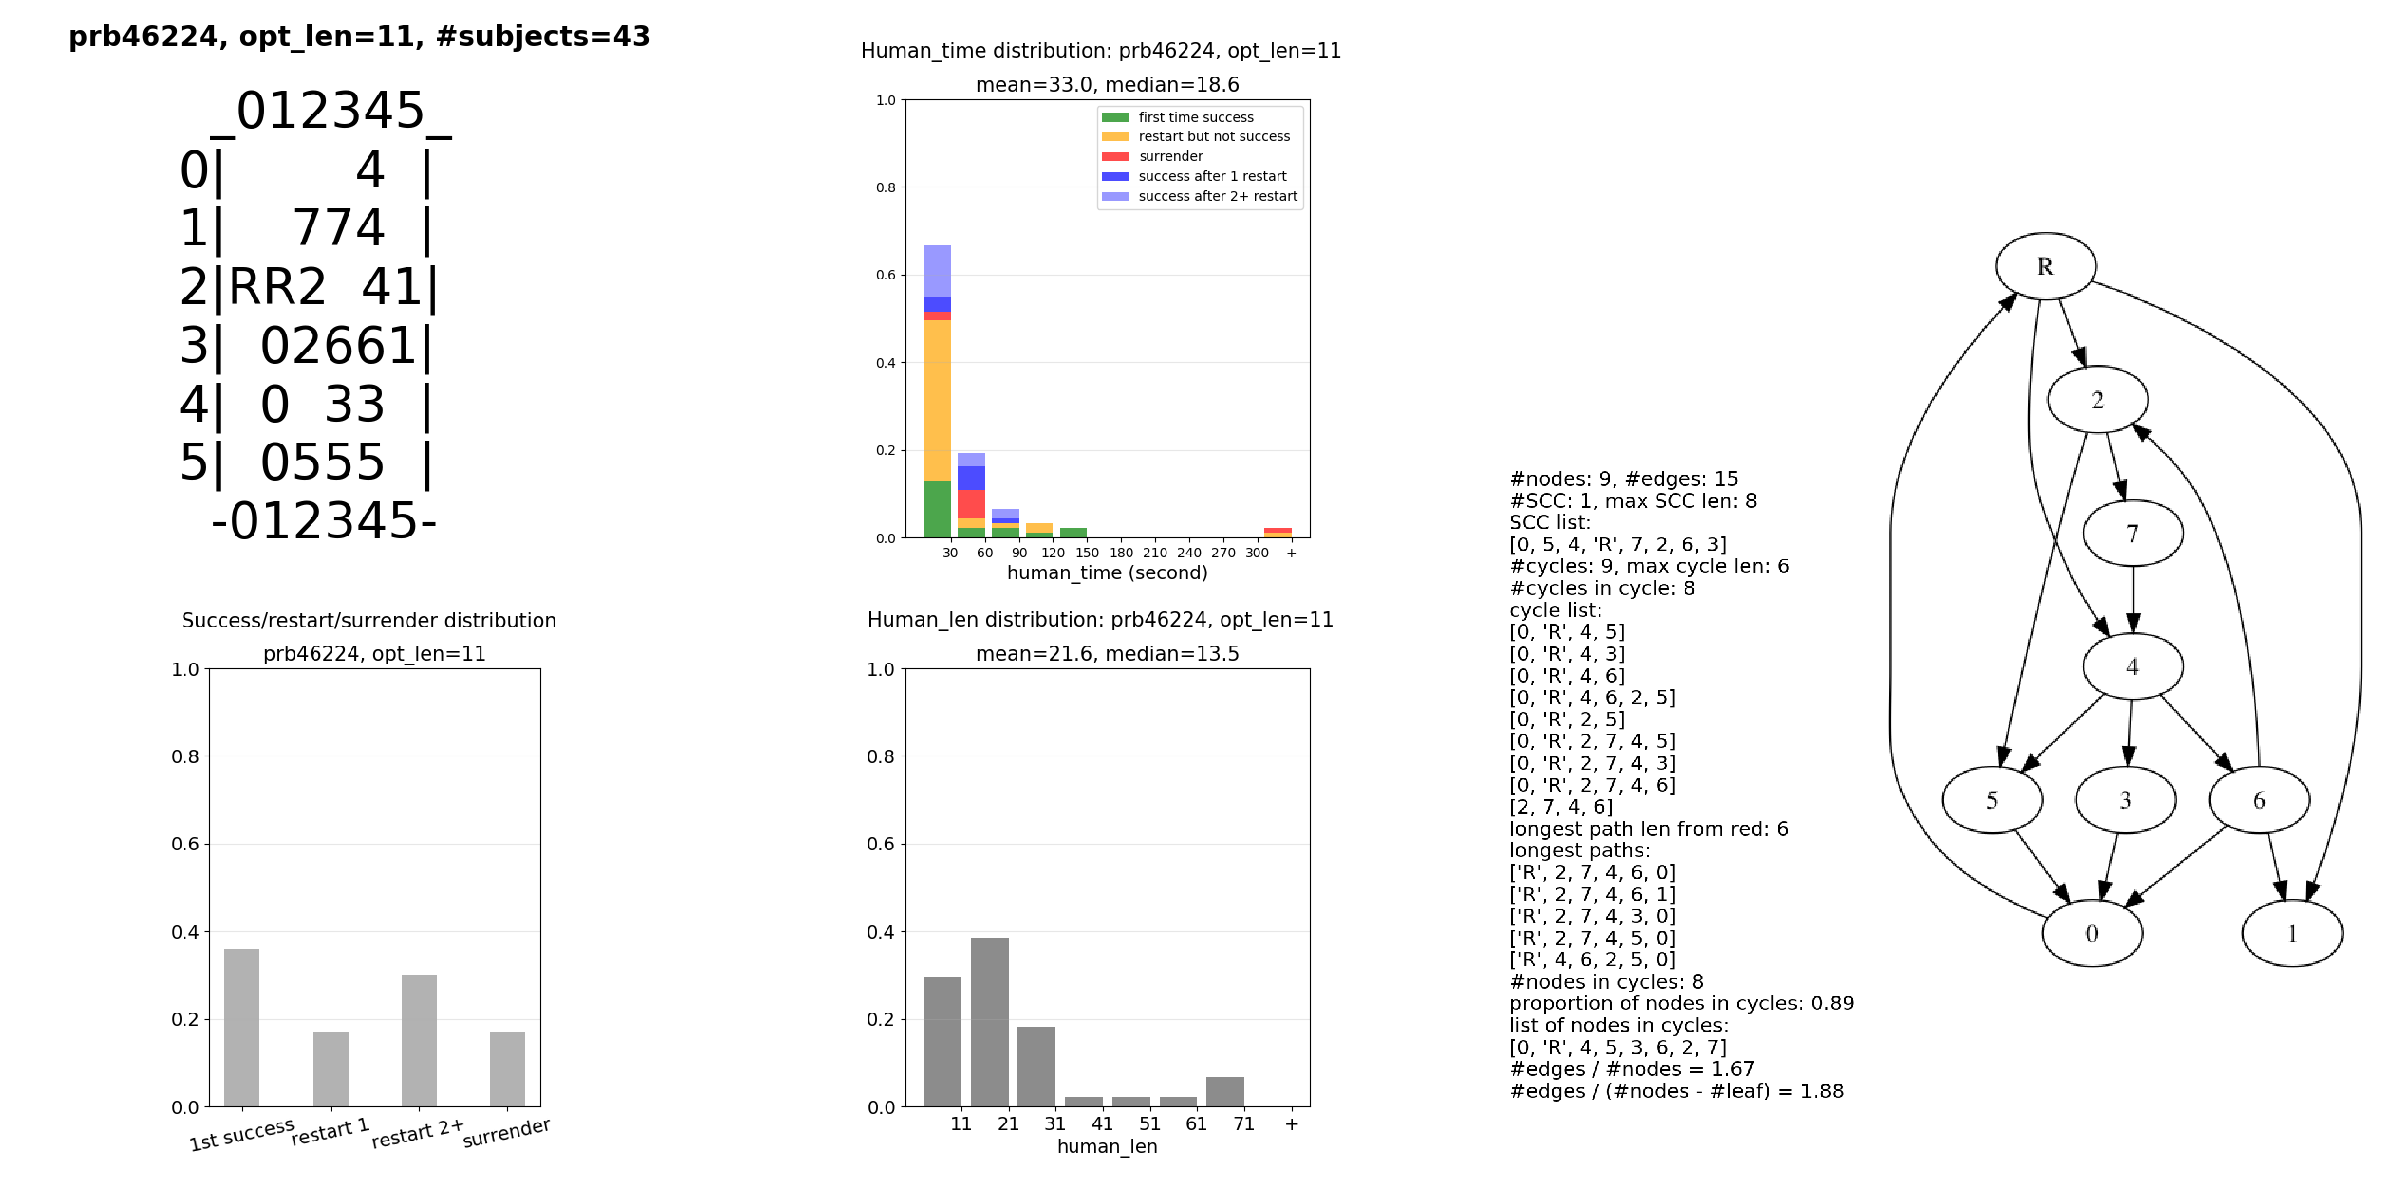 prb46224, opt_len=11, #subjects=43
_012345_
0|    4 |
1|  774 |
2|RR2 41|
3| 02661|
4| 0 33 |
5| 0555 |
-012345-
Human_time distribution: prb46224, opt_len=11
mean=33.0, median=18.6
1.0
0.8
0.6
0.4
0.2
0.0
first time success
restart but not success
surrender
success after 1 restart
success after 2+ restart
30 60 90 120 150 180 210 240 270 300 +
human_time (second)
Success/restart/surrender distribution
prb46224, opt_len=11
1.0
0.8
0.6
0.4
0.2
0.0
1st success restart 1 restart 2+ surrender
Human_len distribution: prb46224, opt_len=11
mean=21.6, median=13.5
1.0
0.8
0.6
0.4
0.2
0.0
11 21 31 41 51 61 71 +
human_len
#nodes: 9, #edges: 15
#SCC: 1, max SCC len: 8
SCC list:
[0, 5, 4, 'R', 7, 2, 6, 3]
#cycles: 9, max cycle len: 6
#cycles in cycle: 8
cycle list:
[0, 'R', 4, 5]
[0, 'R', 4, 3]
[0, 'R', 4, 6]
[0, 'R', 4, 6, 2, 5]
[0, 'R', 2, 5]
[0, 'R', 2, 7, 4, 5]
[0, 'R', 2, 7, 4, 3]
[0, 'R', 2, 7, 4, 6]
[2, 7, 4, 6]
longest path len from red: 6
longest paths:
['R', 2, 7, 4, 6, 0]
['R', 2, 7, 4, 6, 1]
['R', 2, 7, 4, 3, 0]
['R', 2, 7, 4, 5, 0]
['R', 4, 6, 2, 5, 0]
#nodes in cycles: 8
proportion of nodes in cycles: 0.89
list of nodes in cycles:
[0, 'R', 4, 5, 3, 6, 2, 7]
#edges / #nodes = 1.67
#edges / (#nodes - #leaf) = 1.88
R
2
7
4
5 3 6
0 1